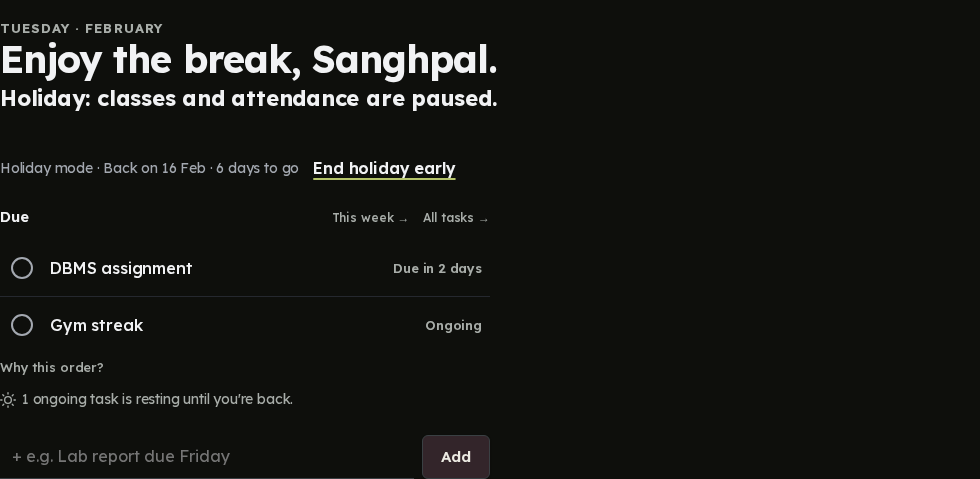 TUESDAY · FEBRUARY
Enjoy the break, Sanghpal.
Holiday: classes and attendance are paused.
Holiday mode · Back on 16 Feb · 6 days to go End holiday early
Due This week → All tasks →
DBMS assignment Due in 2 days
Gym streak Ongoing
Why this order?
1 ongoing task is resting until you're back.
+ e.g. Lab report due Friday Add